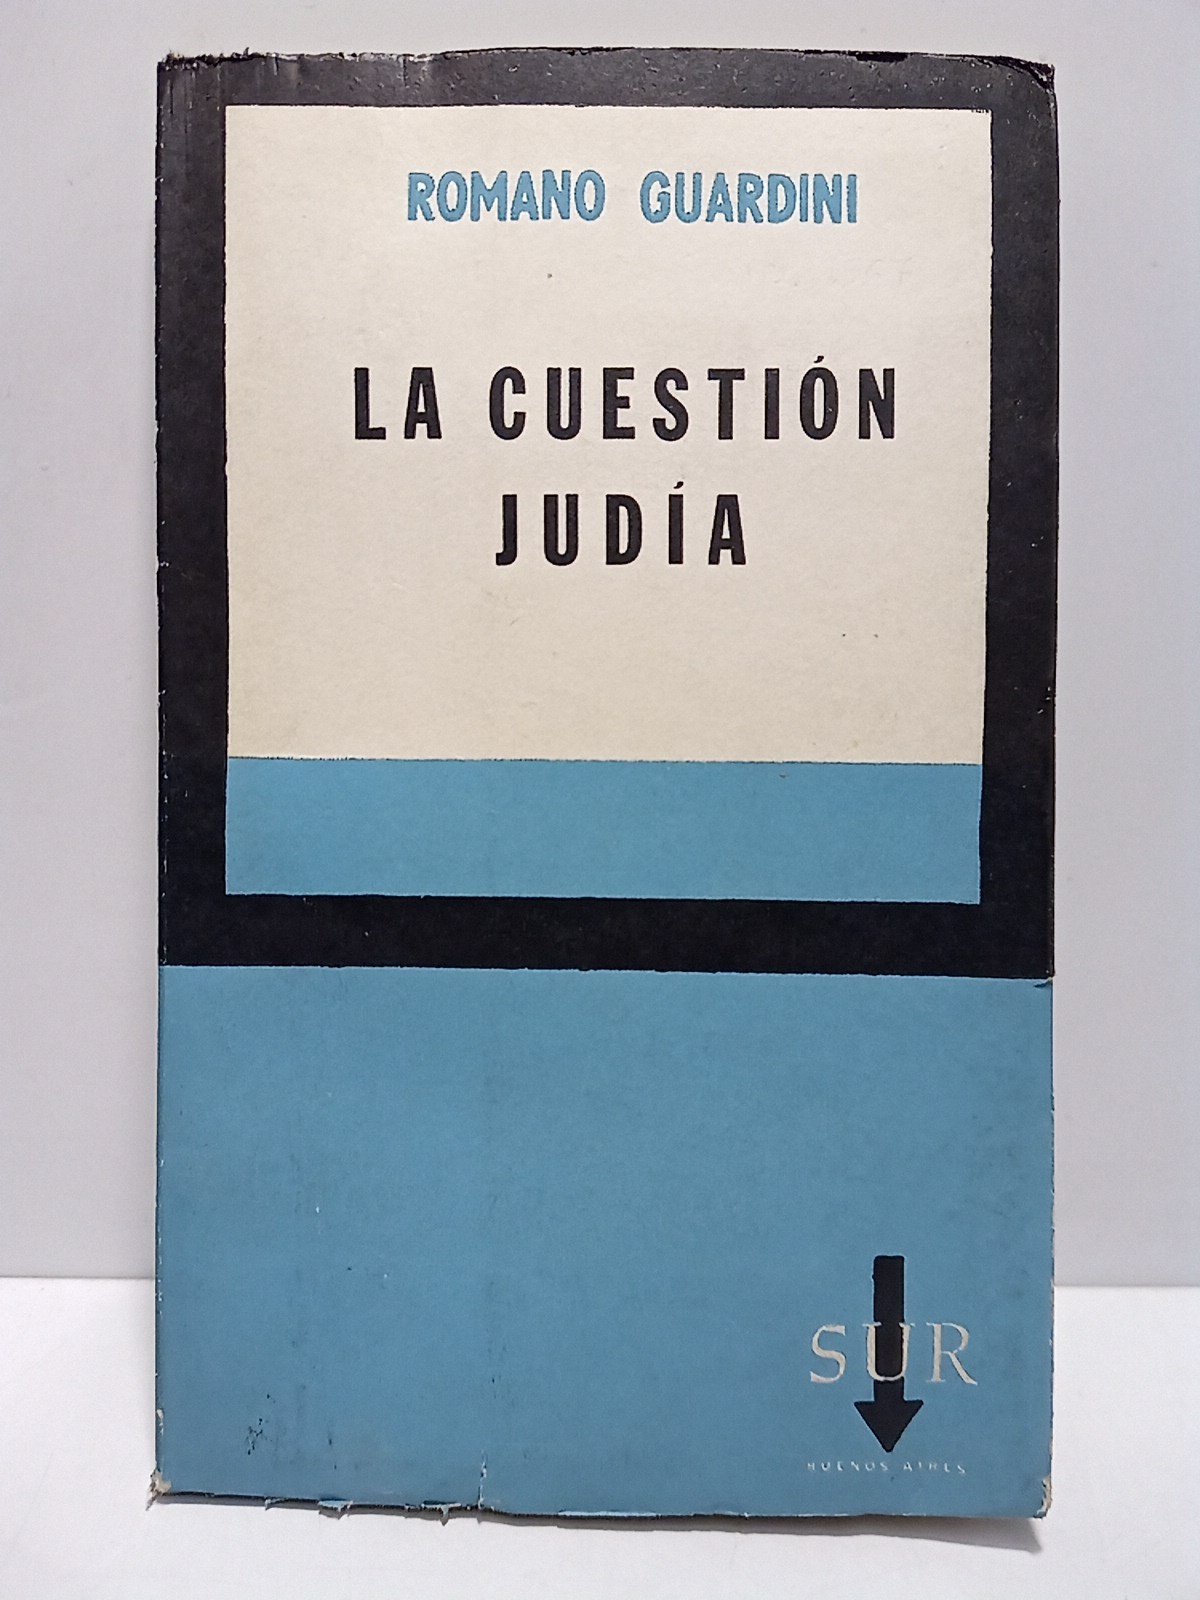 ROMANO GUARDINI
LA CUESTIÓN
JUDÍA
SUR
BUENOS AIRES